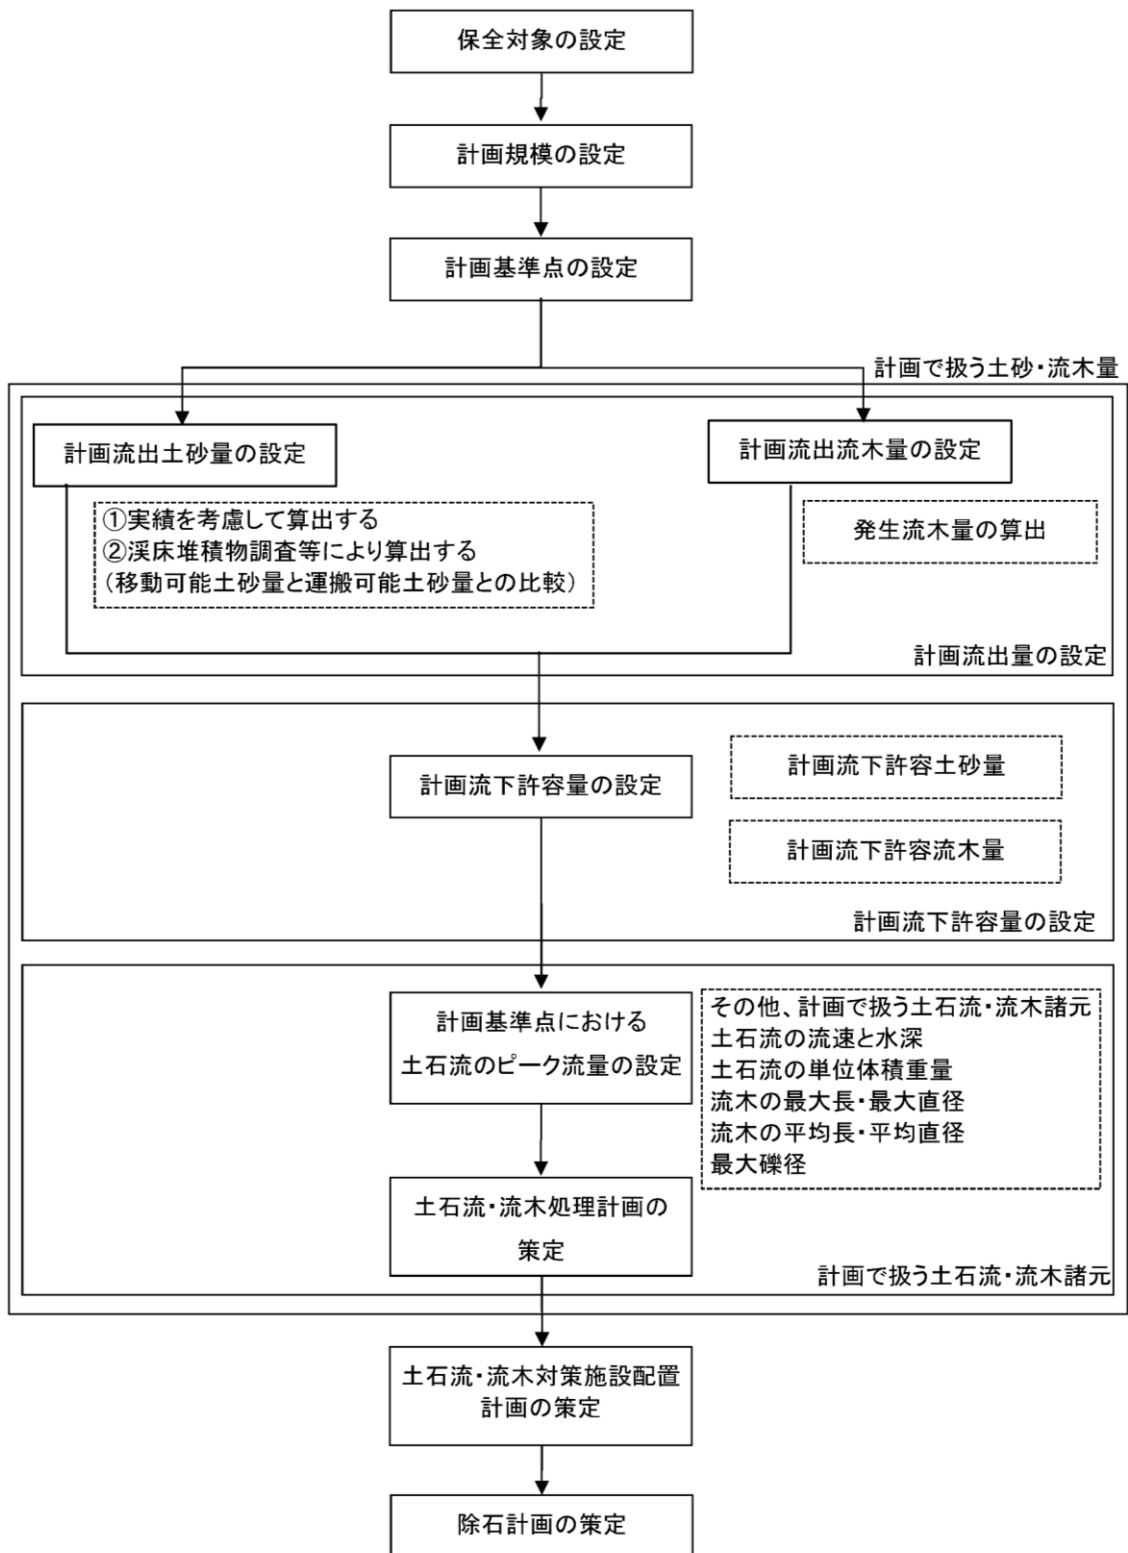 保全対象の設定
計画規模の設定
計画基準点の設定
計画で扱う土砂・流木量
計画流出土砂量の設定
計画流出流木量の設定
①実績を考慮して算出する
②渓床堆積物調査等により算出する
(移動可能土砂量と運搬可能土砂量との比較)
発生流木量の算出
計画流出量の設定
計画流下許容量の設定
計画流下許容土砂量
計画流下許容流木量
計画流下許容量の設定
計画基準点における
土石流のピーク流量の設定
その他、計画で扱う土石流・流木諸元
土石流の流速と水深
土石流の単位体積重量
流木の最大長・最大直径
流木の平均長・平均直径
最大礫径
土石流・流木処理計画の
策定
計画で扱う土石流・流木諸元
土石流・流木対策施設配置
計画の策定
除石計画の策定